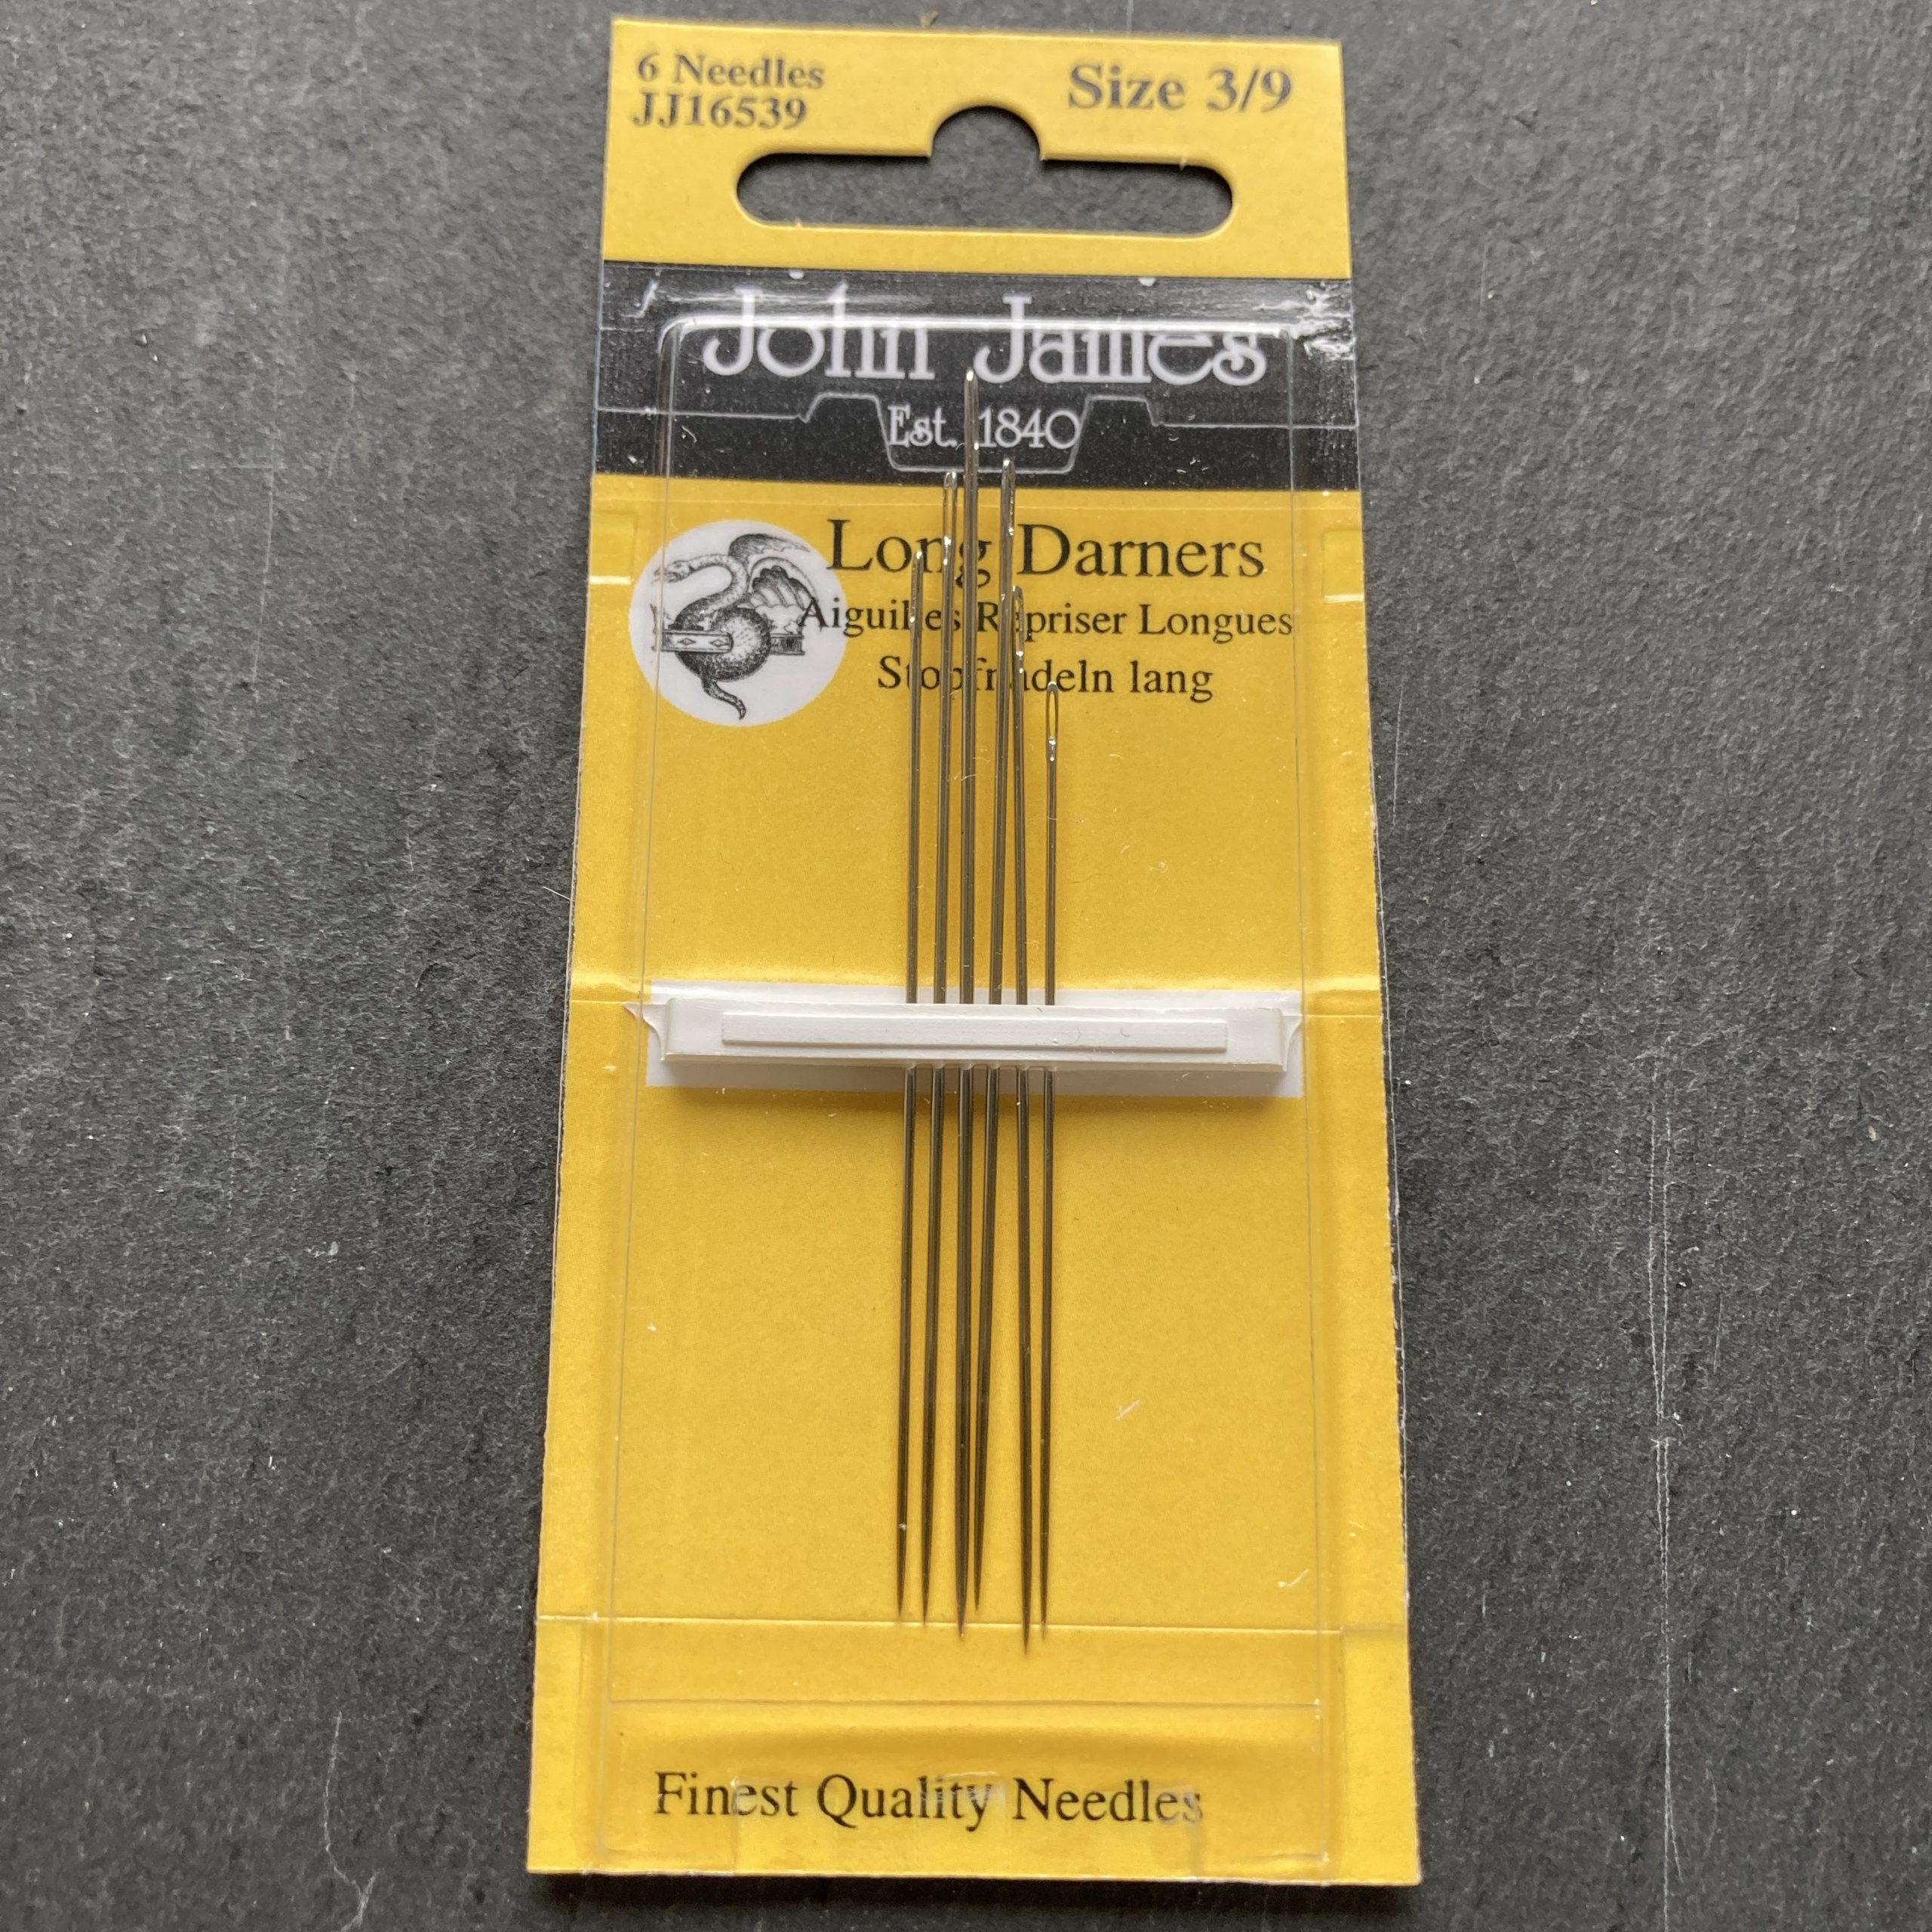 6 Needles
JJ16539
Size 3/9
John James
Est. 1840
Long Darners
Aiguilles Repriser Longues
Stopfnadeln lang
Finest Quality Needles